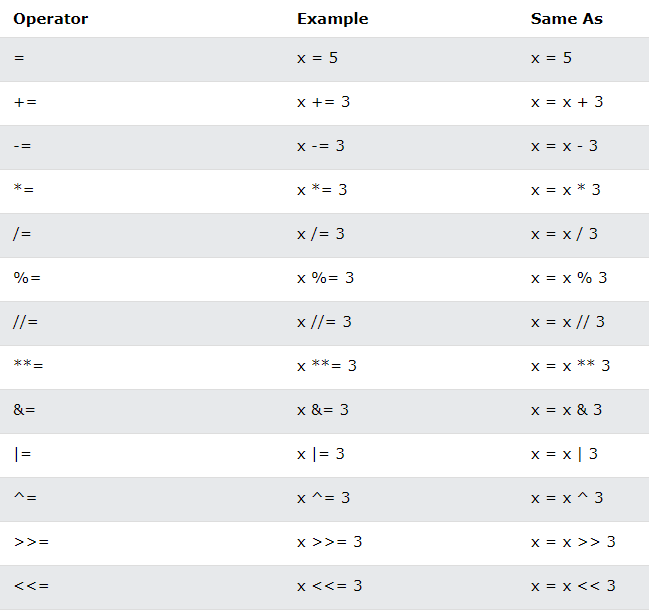 Operator Example Same As
= x = 5 x = 5
+= x += 3 x = x + 3
-= x -= 3 x = x - 3
*= x *= 3 x = x * 3
/= x /= 3 x = x / 3
%= x %= 3 x = x % 3
//= x //= 3 x = x // 3
**= x **= 3 x = x ** 3
&= x &= 3 x = x & 3
|= x |= 3 x = x | 3
^= x ^= 3 x = x ^ 3
>>= x >>= 3 x = x >> 3
<<= x <<= 3 x = x << 3